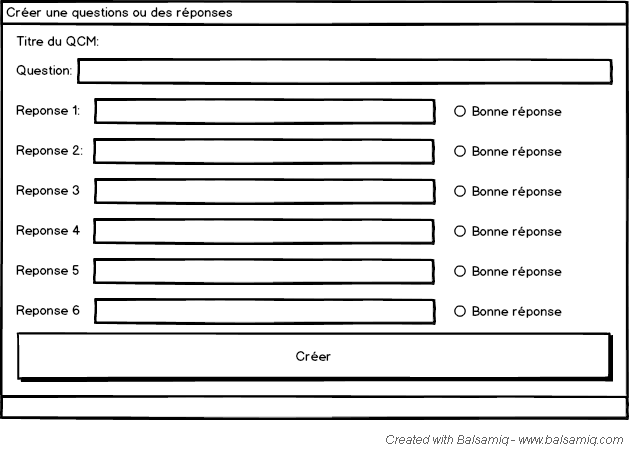 Créer une questions ou des réponses
Titre du QCM:
Question:
Reponse 1: Bonne réponse
Reponse 2: Bonne réponse
Reponse 3 Bonne réponse
Reponse 4 Bonne réponse
Reponse 5 Bonne réponse
Reponse 6 Bonne réponse
Créer
Created with Balsamiq - www.balsamiq.com